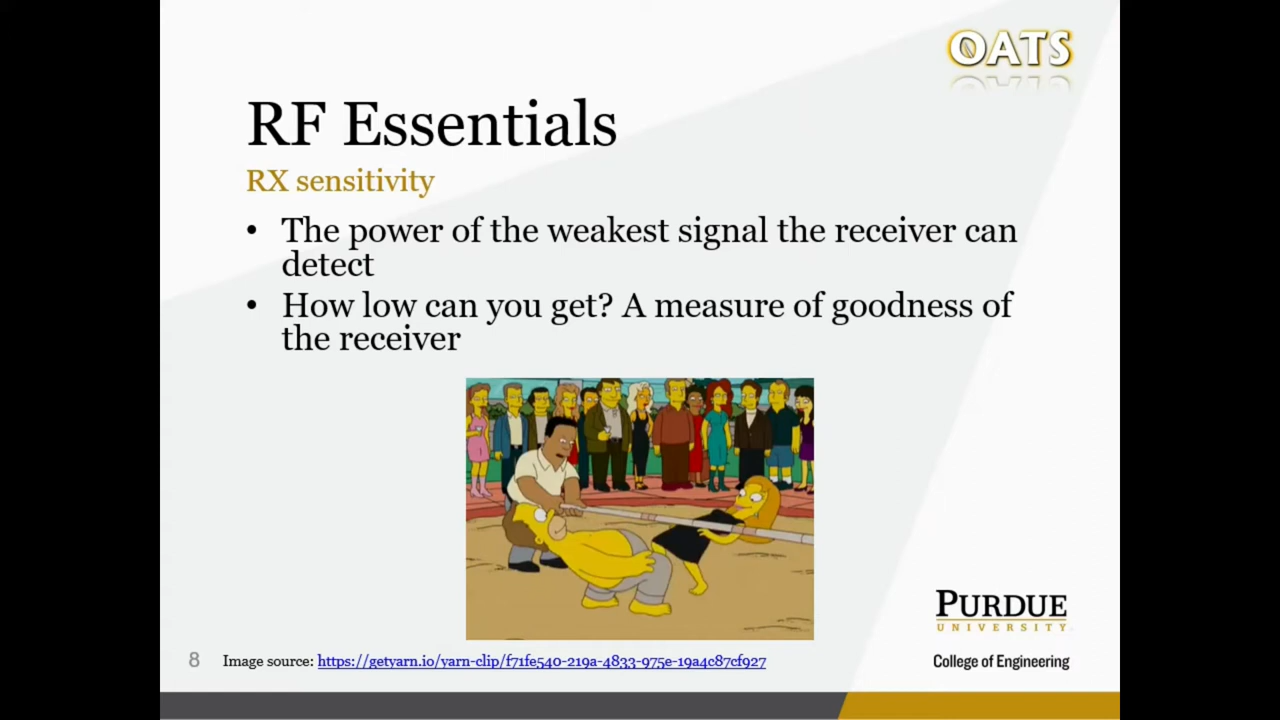 OATS
RF Essentials
RX sensitivity
• The power of the weakest signal the receiver can
detect
• How low can you get? A measure of goodness of
the receiver
PURDUE
UNIVERSITY
College of Engineering
8 Image source: https://getyarn.io/yarn-clip/f71fe540-219a-4833-975e-19a4c87cf927